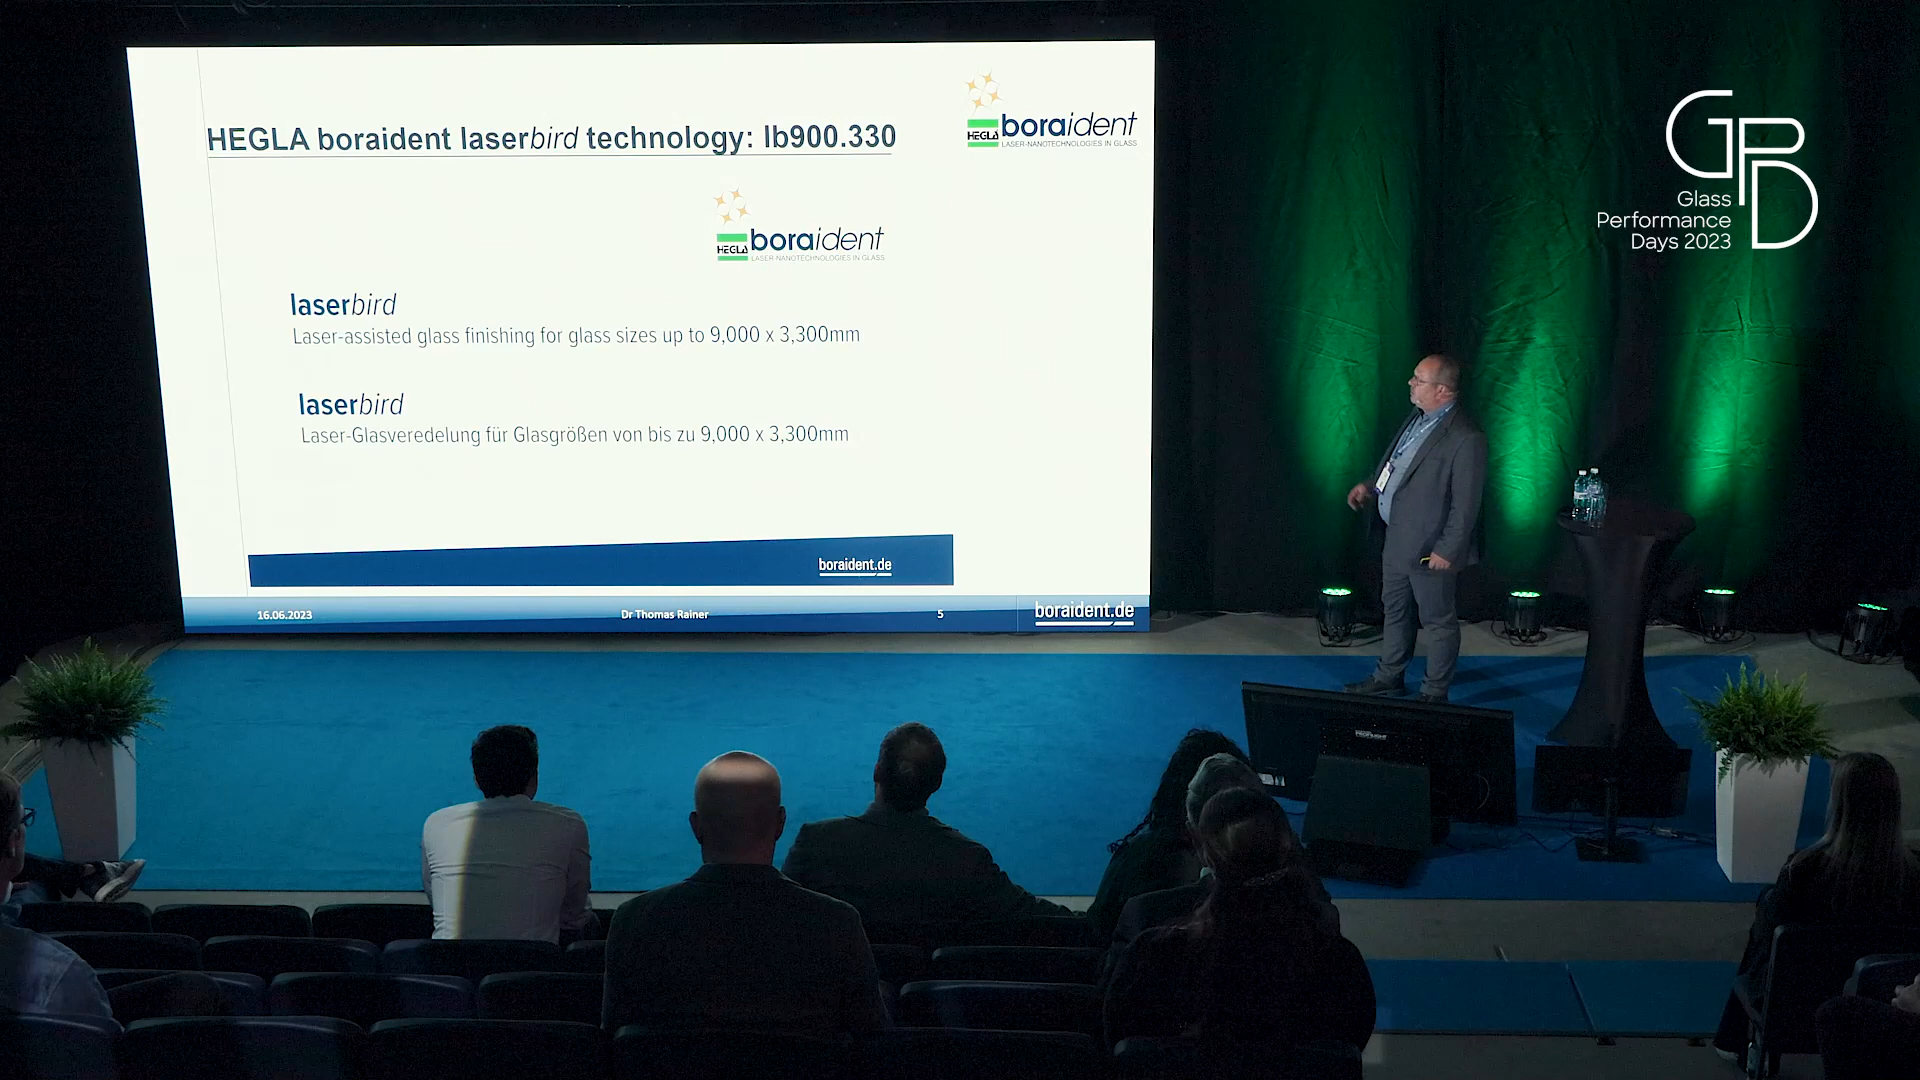 HEGLA boraident laserbird technology: lb900.330
HEGLA boraident
LASER-NANOTECHNOLOGIES IN GLASS
HEGLA boraident
LASER-NANOTECHNOLOGIES IN GLASS
laserbird
Laser-assisted glass finishing for glass sizes up to 9,000 x 3,300mm
laserbird
Laser-Glasveredelung für Glasgrößen von bis zu 9,000 x 3,300mm
boraident.de
16.06.2023
Dr Thomas Rainer
5
boraident.de
GPD
Glass
Performance
Days 2023